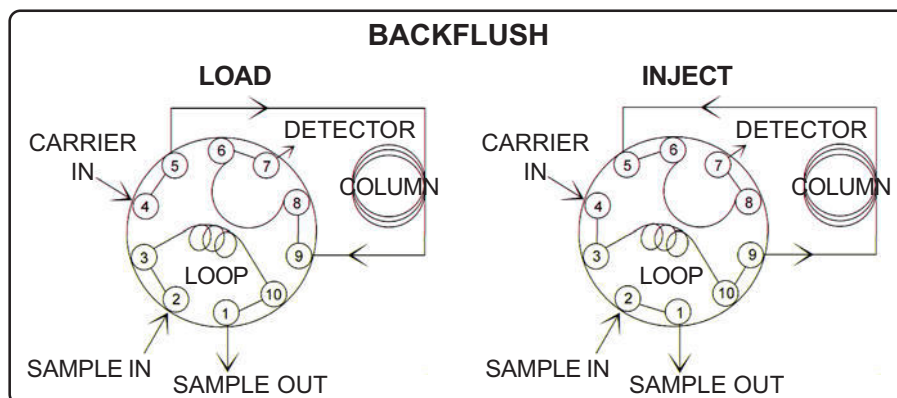 BACKFLUSH
LOAD
CARRIER
IN
DETECTOR
COLUMN
LOOP
SAMPLE IN
SAMPLE OUT
6
7
5
4
8
3
9
2
1
10
INJECT
CARRIER
IN
DETECTOR
COLUMN
LOOP
SAMPLE IN
SAMPLE OUT
6
7
5
4
8
3
9
2
1
10